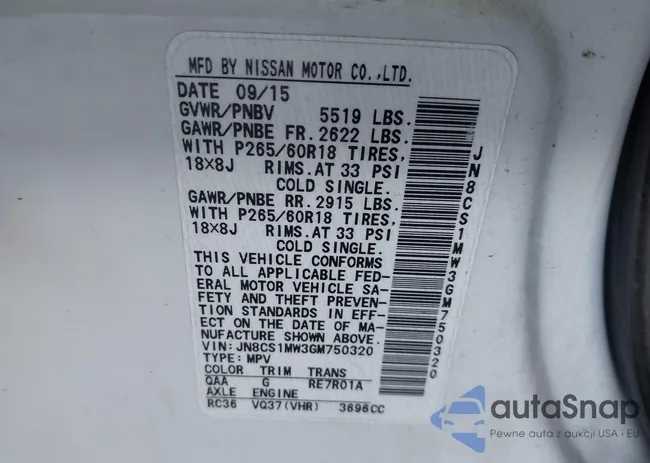 MFD BY NISSAN MOTOR CO.,LTD.
DATE 09/15
GVWR/PNBV 5519 LBS.
GAWR/PNBE FR. 2622 LBS.
WITH P265/60R18 TIRES,
18×8J RIMS.AT 33 PSI
COLD SINGLE.
GAWR/PNBE RR. 2915 LBS.
WITH P265/60R18 TIRES,
18×8J RIMS.AT 33 PSI
COLD SINGLE.
THIS VEHICLE CONFORMS
TO ALL APPLICABLE FED-
ERAL MOTOR VEHICLE SA-
FETY AND THEFT PREVEN-
TION STANDARDS IN EFF-
ECT ON THE DATE OF MA-
NUFACTURE SHOWN ABOVE.
VIN: JN8CS1MW3GM750320
TYPE: MPV
COLOR TRIM TRANS
QAA G RE7R01A
AXLE ENGINE
RC36 VQ37(VHR) 3696CC
JN8CS1MW3GM750320
autoSnap
Pewne auta z aukcji USA i EU